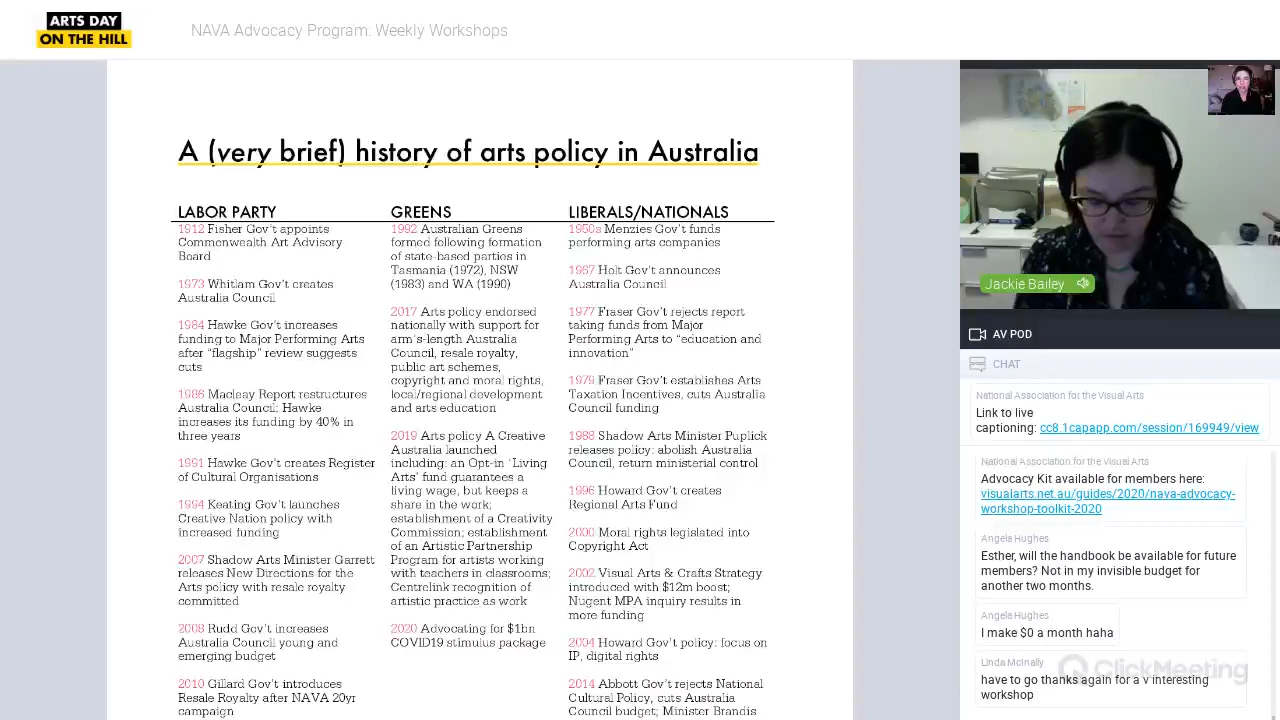 ARTS DAY
ON THE HILL
NAVA Advocacy Program: Weekly Workshops
A (very brief) history of arts policy in Australia
LABOR PARTY
1912 Fisher Gov't appoints
Commonwealth Art Advisory
Board
1973 Whitlam Gov't creates
Australia Council
1984 Hawke Gov't increases
funding to Major Performing Arts
after "flagship" review suggests
cuts
1986 Macleay Report restructures
Australia Council; Hawke
increases its funding by 40% in
three years
1991 Hawke Gov't creates Register
of Cultural Organisations
1994 Keating Gov't launches
Creative Nation policy with
increased funding
2007 Shadow Arts Minister Garrett
releases New Directions for the
Arts policy with resale royalty
committed
2008 Rudd Gov't increases
Australia Council young and
emerging budget
2010 Gillard Gov't introduces
Resale Royalty after NAVA 20yr
campaign
GREENS
1992 Australian Greens
formed following formation
of state-based parties in
Tasmania (1972), NSW
(1983) and WA (1990)
2017 Arts policy endorsed
nationally with support for
arm's-length Australia
Council, resale royalty,
public art schemes,
copyright and moral rights,
local/regional development
and arts education
2019 Arts policy A Creative
Australia launched
including: an Opt-in 'Living
Arts' fund guarantees a
living wage, but keeps a
share in the work;
establishment of a Creativity
Commission; establishment
of an Artistic Partnership
Program for artists working
with teachers in classrooms;
Centrelink recognition of
artistic practice as work
2020 Advocating for $1bn
COVID19 stimulus package
LIBERALS/NATIONALS
1950s Menzies Gov't funds
performing arts companies
1967 Holt Gov't announces
Australia Council
1977 Fraser Gov't rejects report
taking funds from Major
Performing Arts to "education and
innovation"
1979 Fraser Gov't establishes Arts
Taxation Incentives, cuts Australia
Council funding
1988 Shadow Arts Minister Puplick
releases policy: abolish Australia
Council, return ministerial control
1996 Howard Gov't creates
Regional Arts Fund
2000 Moral rights legislated into
Copyright Act
2002 Visual Arts & Crafts Strategy
introduced with $12m boost;
Nugent MPA inquiry results in
more funding
2004 Howard Gov't policy: focus on
IP, digital rights
2014 Abbott Gov't rejects National
Cultural Policy, cuts Australia
Council budget; Minister Brandis
Jackie Bailey
AV POD
CHAT
National Association for the Visual Arts
Link to live
captioning: cc8.1capapp.com/session/169949/view
National Association for the Visual Arts
Advocacy Kit available for members here:
visualarts.net.au/guides/2020/nava-advocacy-
workshop-toolkit-2020
Angela Hughes
Esther, will the handbook be available for future
members? Not in my invisible budget for
another two months.
Angela Hughes
I make $0 a month haha
Linda McInally
have to go thanks again for a v interesting
workshop
ClickMeeting